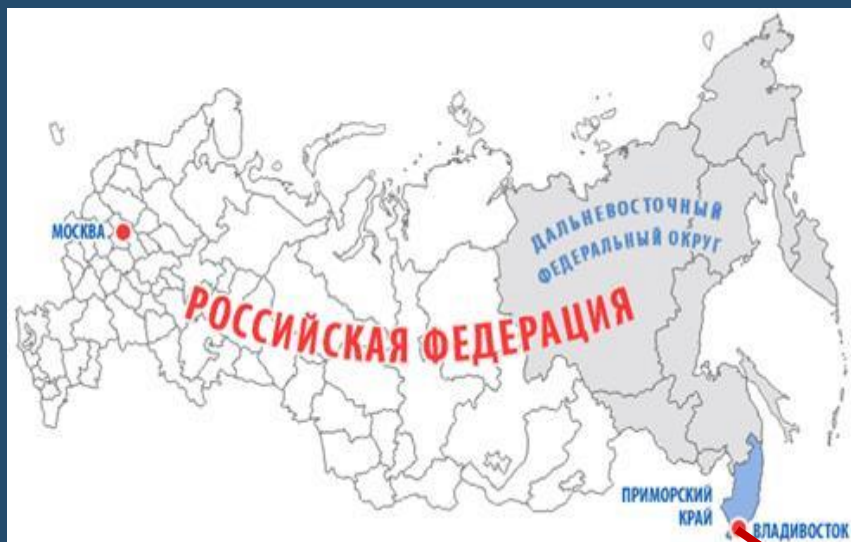 ДАЛЬНЕВОСТОЧНЫЙ
ФЕДЕРАЛЬНЫЙ ОКРУГ
МОСКВА
РОССИЙСКАЯ ФЕДЕРАЦИЯ
ПРИМОРСКИЙ
КРАЙ
ВЛАДИВОСТОК